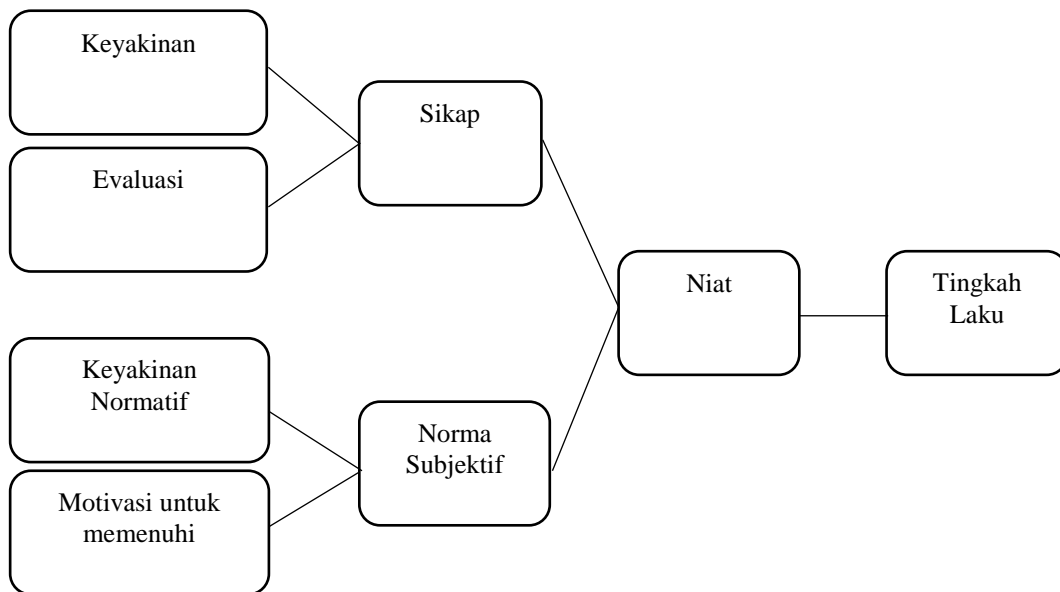 Keyakinan
Evaluasi
Sikap
Keyakinan
Normatif
Motivasi untuk
memenuhi
Norma
Subjektif
Niat
Tingkah
Laku